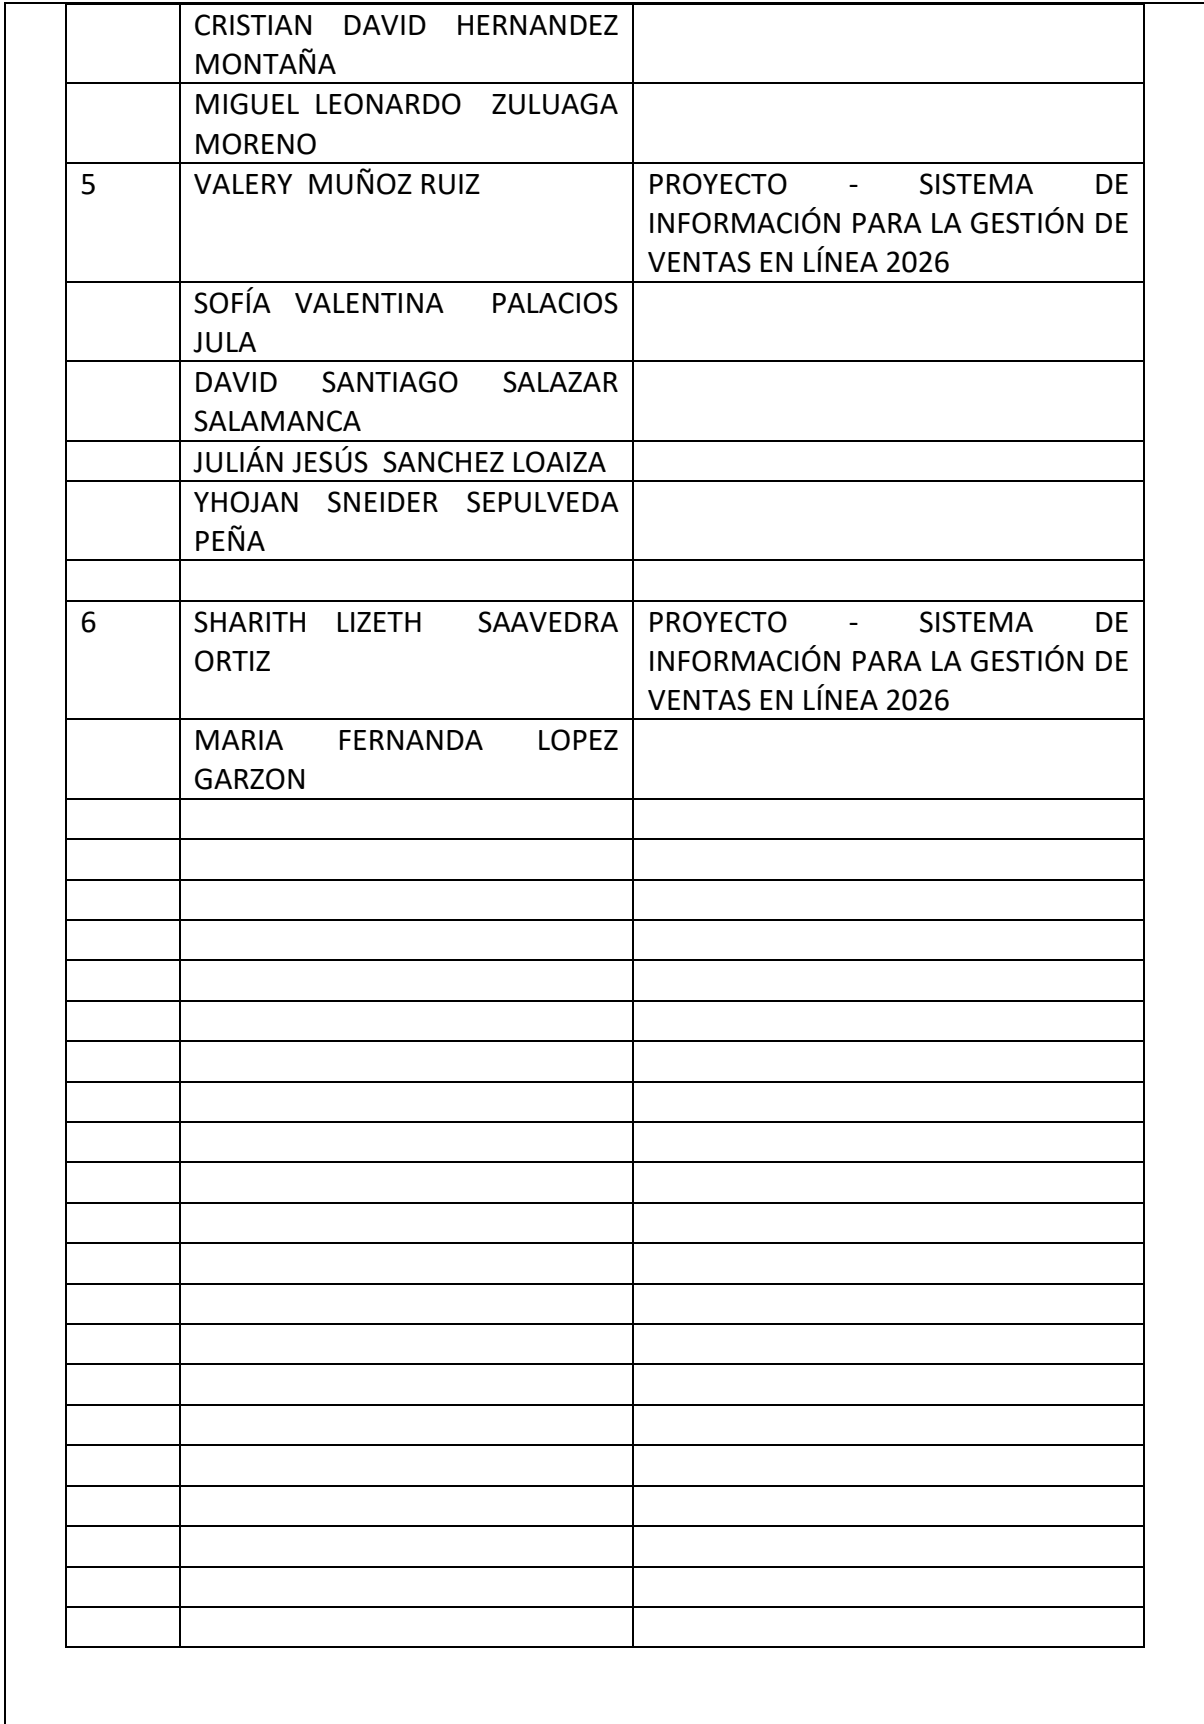 CRISTIAN DAVID HERNANDEZ
MONTAÑA
MIGUEL LEONARDO ZULUAGA
MORENO
5 VALERY MUÑOZ RUIZ PROYECTO - SISTEMA DE
INFORMACIÓN PARA LA GESTIÓN DE
VENTAS EN LÍNEA 2026
SOFÍA VALENTINA PALACIOS
JULA
DAVID SANTIAGO SALAZAR
SALAMANCA
JULIÁN JESÚS SANCHEZ LOAIZA
YHOJAN SNEIDER SEPULVEDA
PEÑA
6 SHARITH LIZETH SAAVEDRA PROYECTO - SISTEMA DE
ORTIZ INFORMACIÓN PARA LA GESTIÓN DE
VENTAS EN LÍNEA 2026
MARIA FERNANDA LOPEZ
GARZON